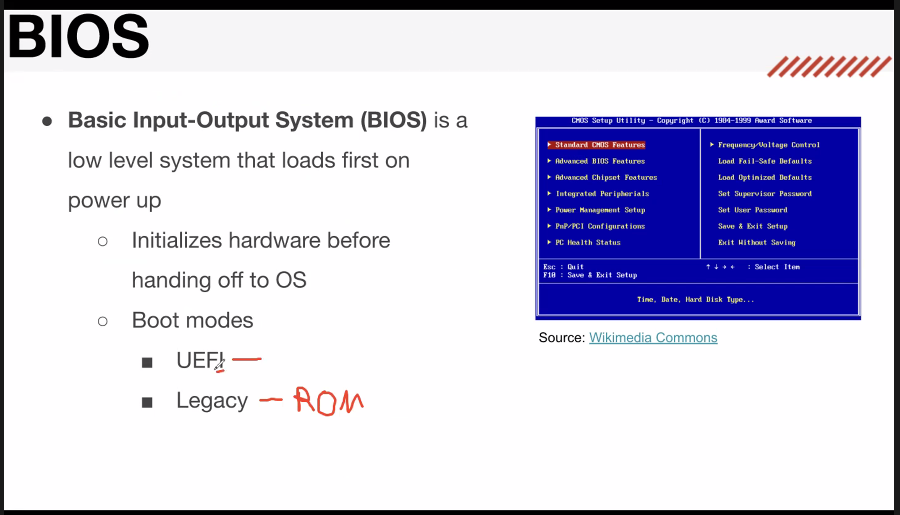 BIOS
● Basic Input-Output System (BIOS) is a
low level system that loads first on
power up
○ Initializes hardware before
handing off to OS
○ Boot modes
■ UEFI —
■ Legacy — ROM
CMOS Setup Utility - Copyright (C) 1984-1999 Award Software
▶ Standard CMOS Features
▶ Advanced BIOS Features
▶ Advanced Chipset Features
▶ Integrated Peripherals
▶ Power Management Setup
▶ PnP/PCI Configurations
▶ PC Health Status
▶ Frequency/Voltage Control
Load Fail-Safe Defaults
Load Optimized Defaults
Set Supervisor Password
Set User Password
Save & Exit Setup
Exit Without Saving
Esc : Quit
F10 : Save & Exit Setup
↑ ↓ → ← : Select Item
Time, Date, Hard Disk Type...
Source: Wikimedia Commons